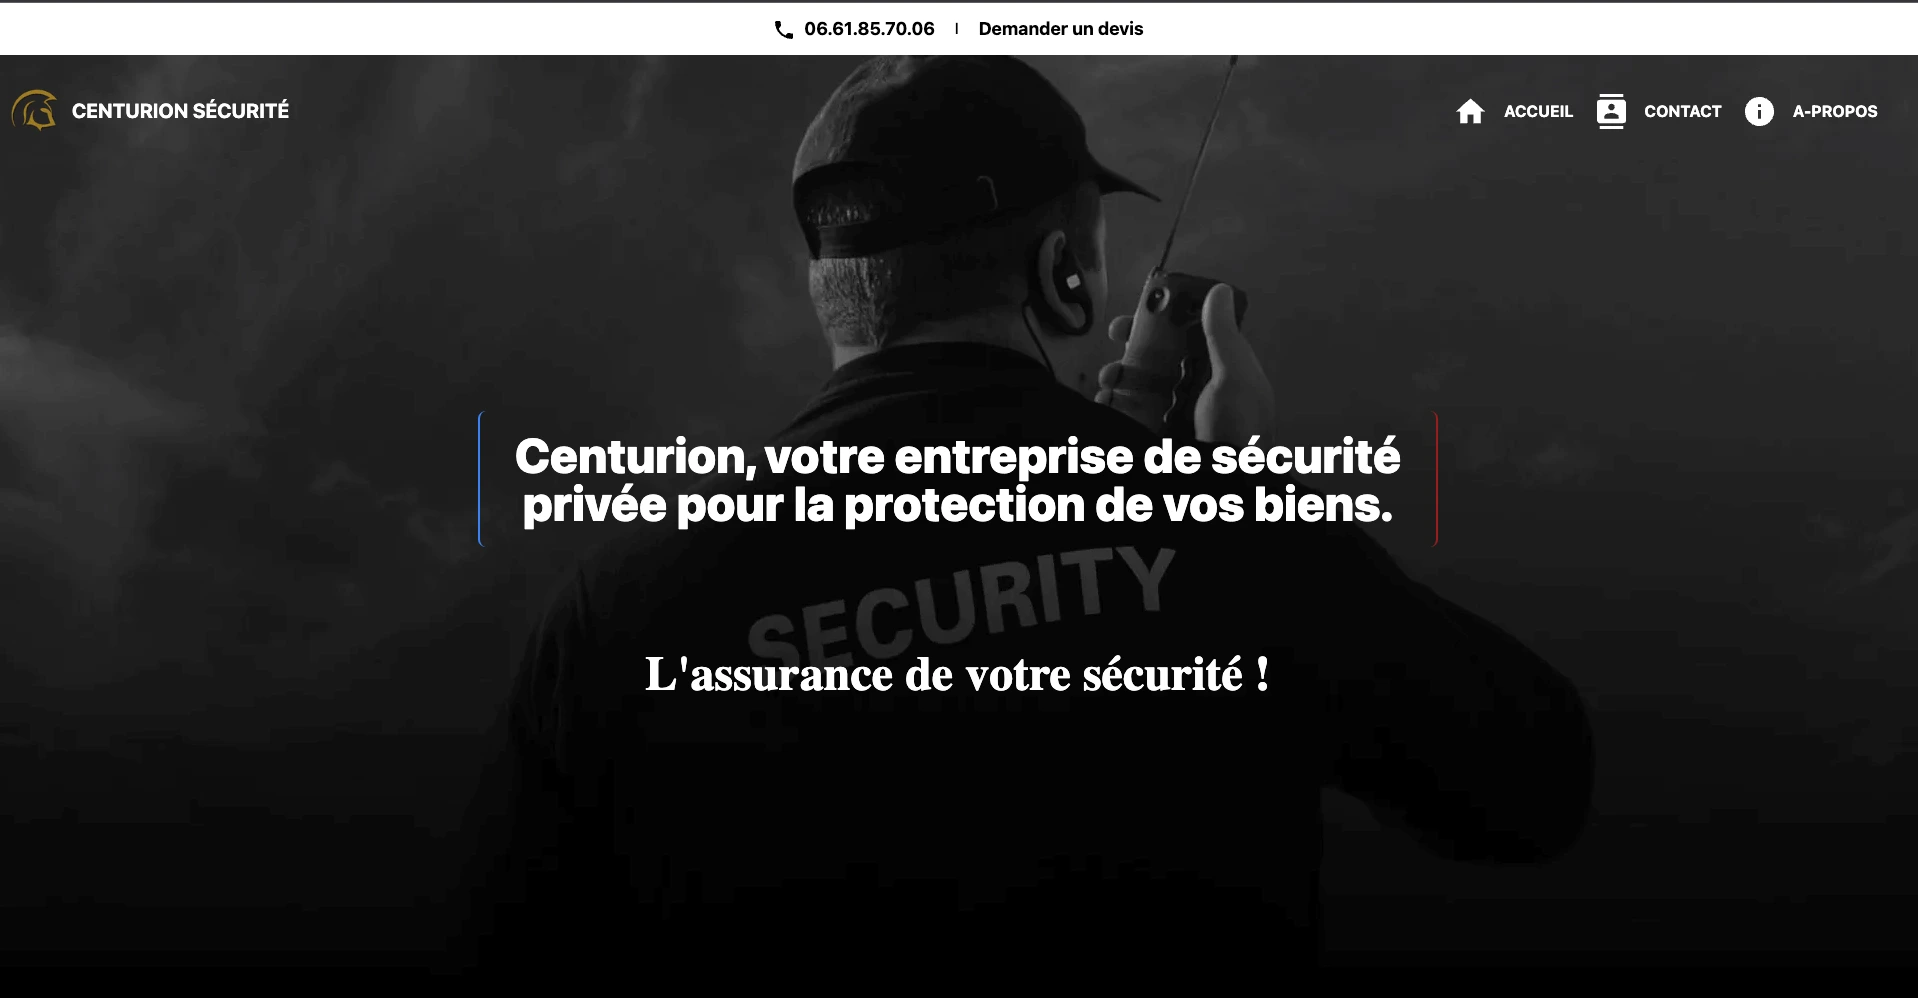 06.61.85.70.06 | Demander un devis
CENTURION SÉCURITÉ
ACCUEIL CONTACT A-PROPOS
Centurion, votre entreprise de sécurité
privée pour la protection de vos biens.
SECURITY
L'assurance de votre sécurité !